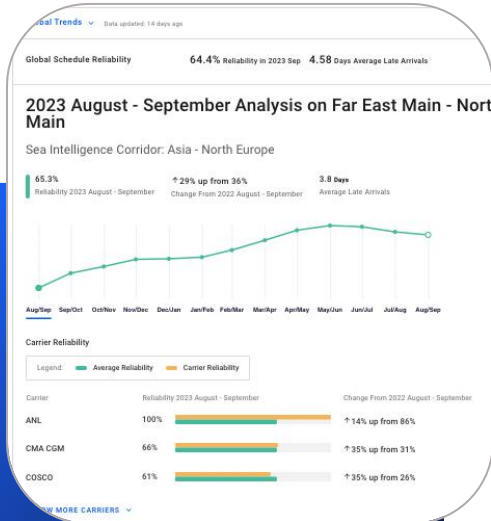 bal Trends Data updated: 14 days ago
Global Schedule Reliability 64.4% Reliability in 2023 Sep 4.58 Days Average Late Arrivals
2023 August - September Analysis on Far East Main - Nort
Main
Sea Intelligence Corridor: Asia - North Europe
65.3% ↑29% up from 36% 3.8 Days
Reliability 2023 August - September Change From 2022 August - September Average Late Arrivals
Aug/Sep Sep/Oct Oct/Nov Nov/Dec Dec/Jan Jan/Feb Feb/Mar Mar/Apr Apr/May May/Jun Jun/Jul Jul/Aug Aug/Sep
Carrier Reliability
Legend: Average Reliability Carrier Reliability
Carrier Reliability 2023 August - September Change From 2022 August - September
ANL 100% ↑14% up from 86%
CMA CGM 66% ↑35% up from 31%
COSCO 61% ↑35% up from 26%
OW MORE CARRIERS